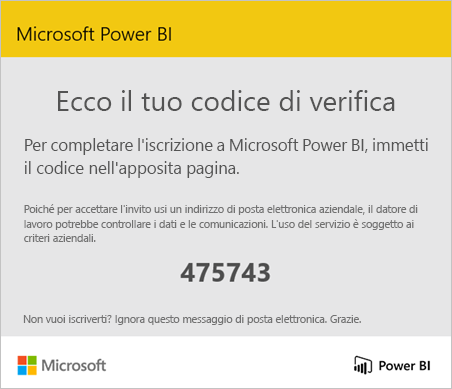 Microsoft Power BI
Ecco il tuo codice di verifica
Per completare l'iscrizione a Microsoft Power BI, immetti
il codice nell'apposita pagina.
Poiché per accettare l'invito usi un indirizzo di posta elettronica aziendale, il datore di
lavoro potrebbe controllare i dati e le comunicazioni. L'uso del servizio è soggetto ai
criteri aziendali.
475743
Non vuoi iscriverti? Ignora questo messaggio di posta elettronica. Grazie.
Microsoft
Power BI